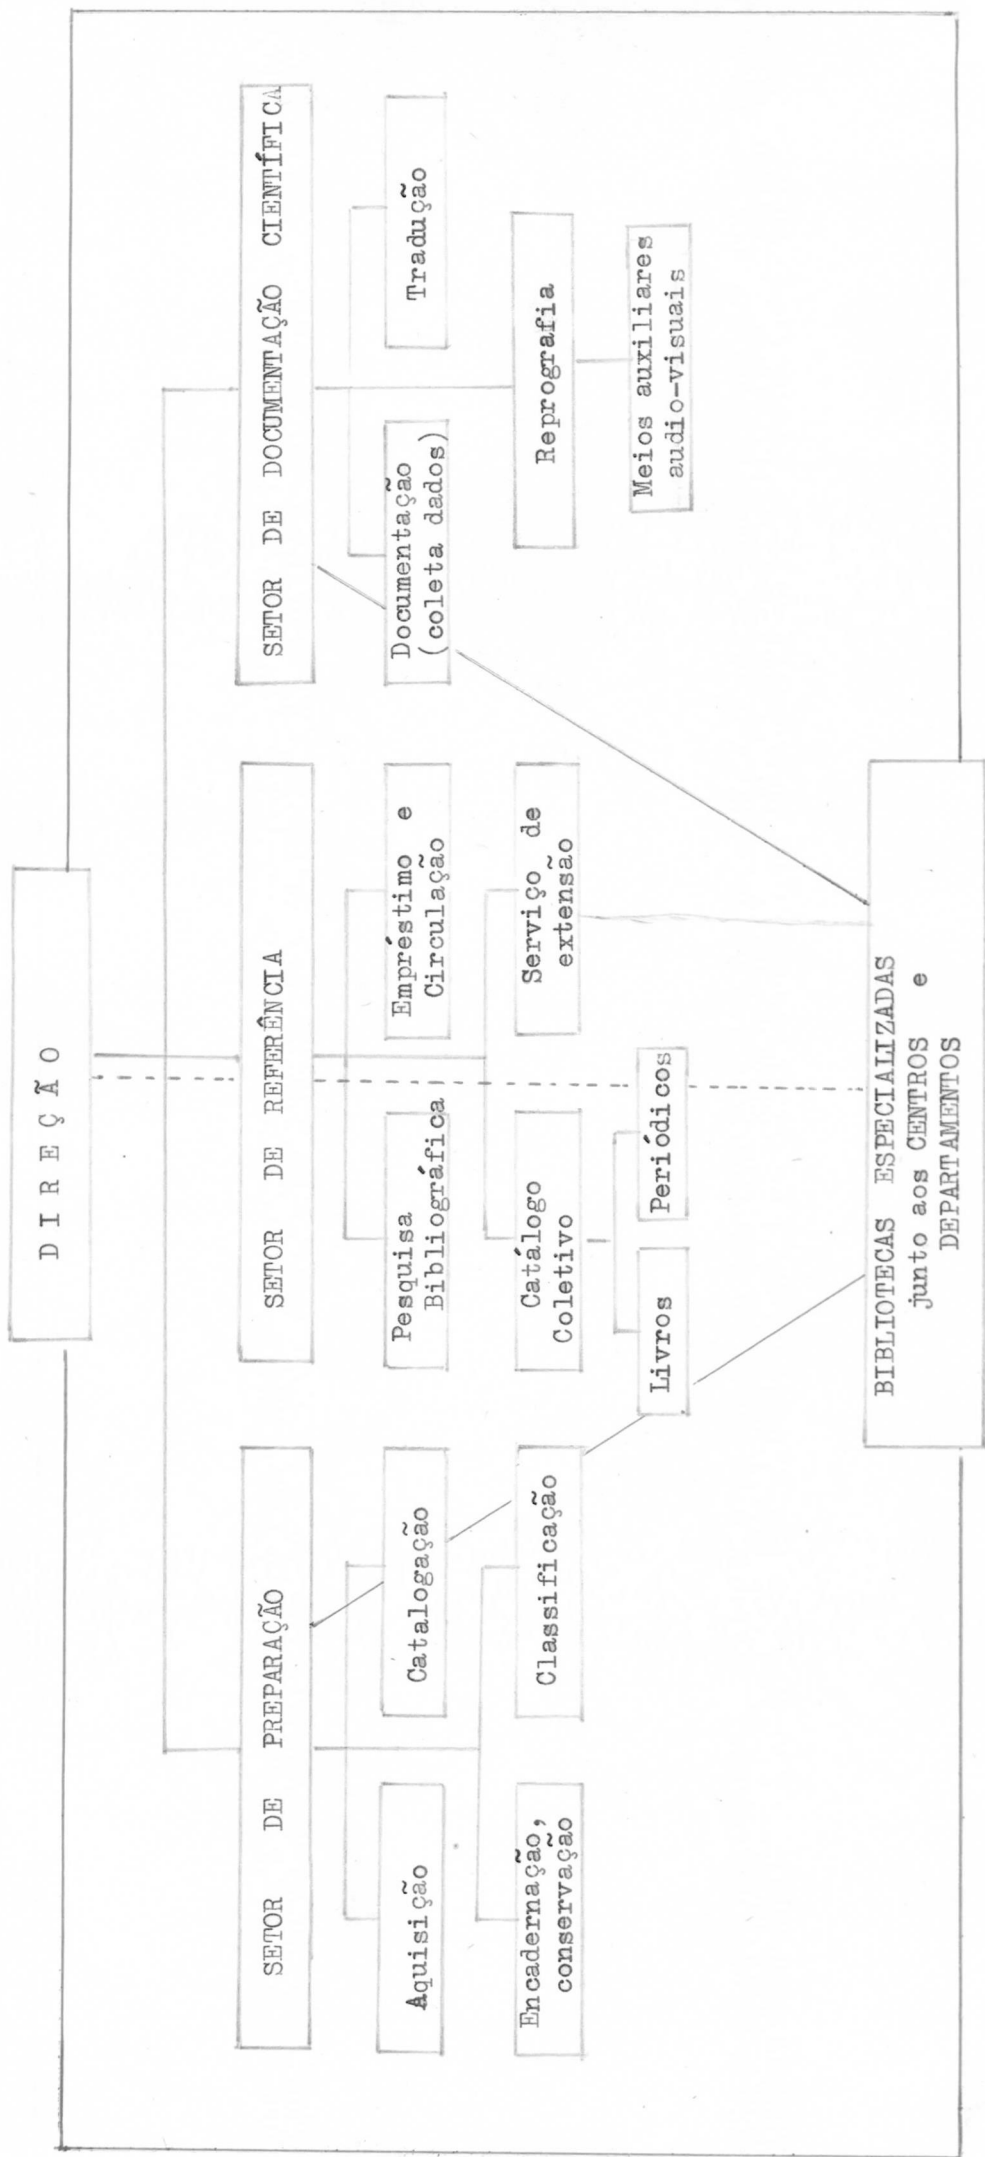 D I R E Ç Ã O
SETOR DE PREPARAÇÃO
Aquisição
Catalogação
Encadernação,
conservação
Classificação
SETOR DE REFERÊNCIA
Pesquisa
Bibliográfica
Empréstimo e
Circulação
Catálogo
Coletivo
Serviço de
extensão
Livros
Periódicos
SETOR DE DOCUMENTAÇÃO CIENTÍFICA
Documentação
(coleta dados)
Tradução
Reprografia
Meios auxiliares
audio-visuais
BIBLIOTECAS ESPECIALIZADAS
junto aos CENTROS e
DEPARTAMENTOS